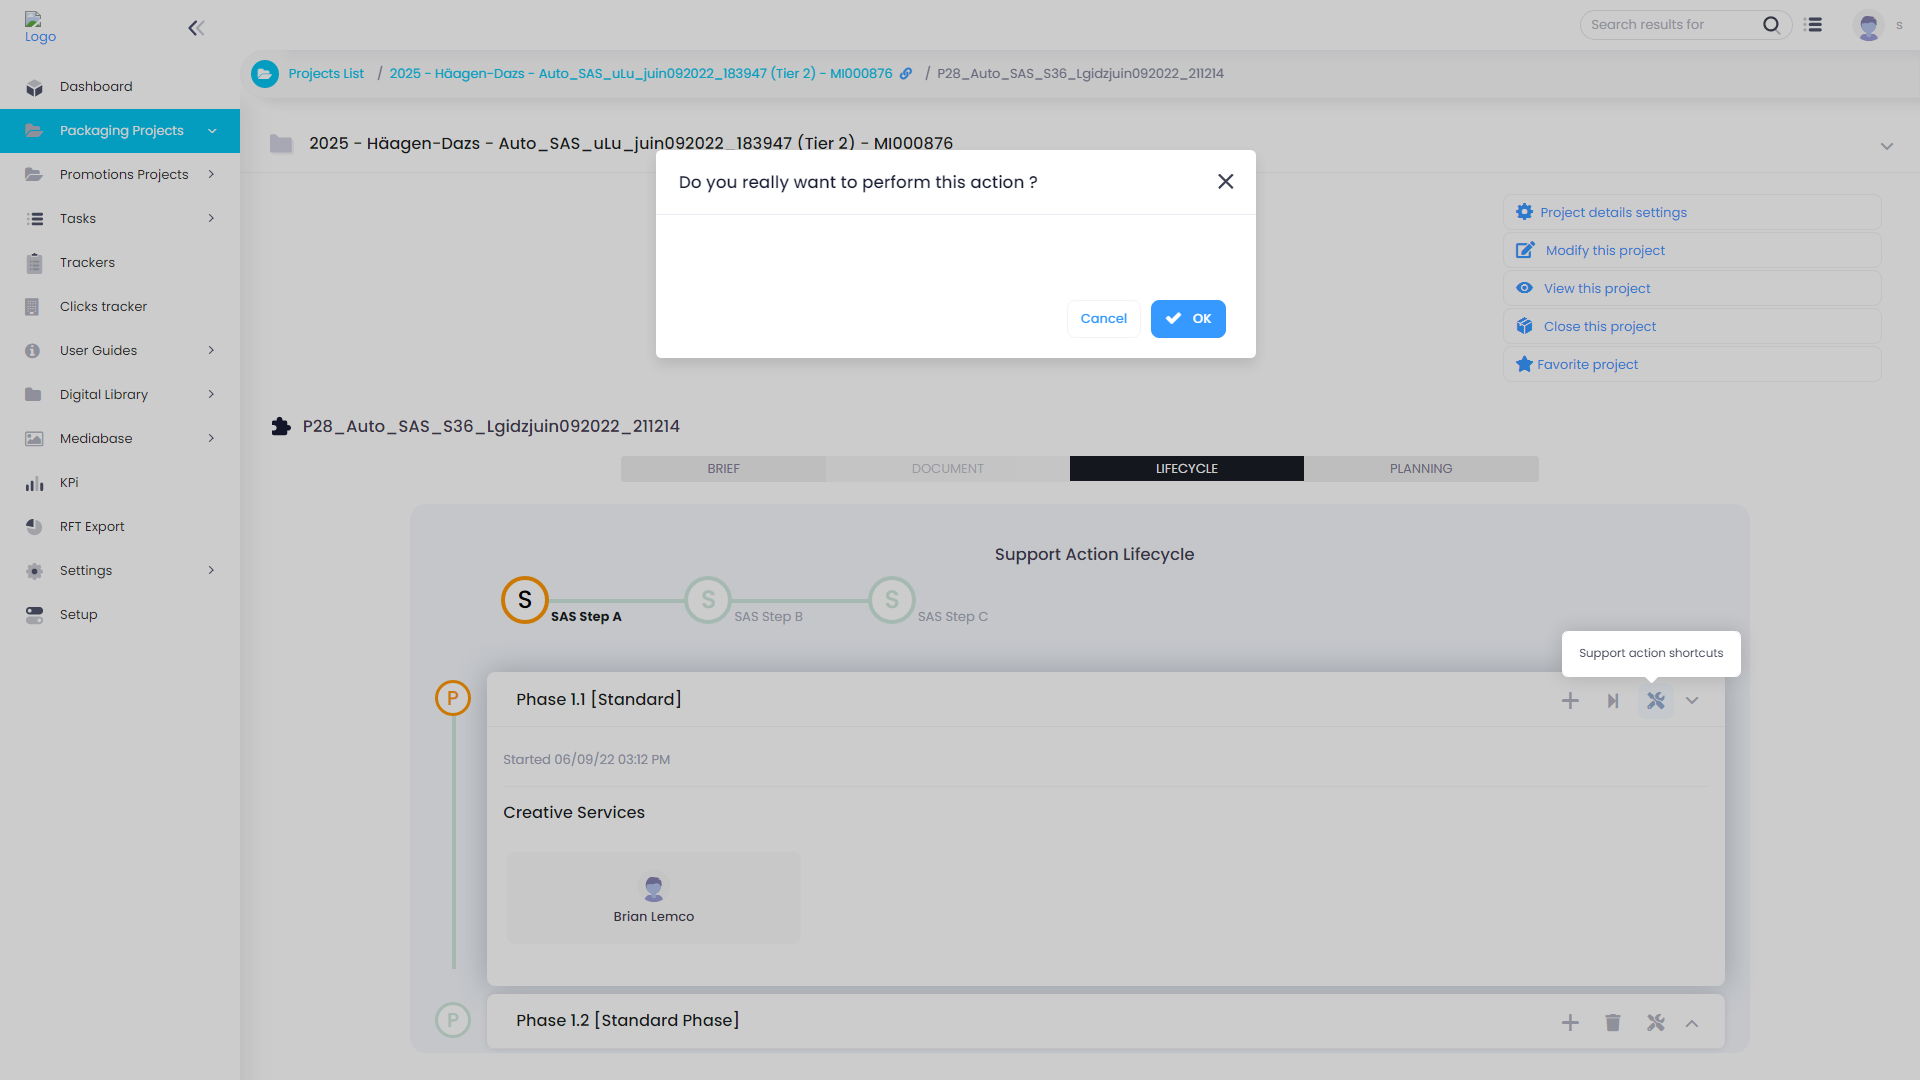 Logo
Search results for
s
Dashboard
Packaging Projects
Promotions Projects
Tasks
Trackers
Clicks tracker
User Guides
Digital Library
Mediabase
KPi
RFT Export
Settings
Setup
Projects List / 2025 - Häagen-Dazs - Auto_SAS_uLu_juin092022_183947 (Tier 2) - MI000876 / P28_Auto_SAS_S36_Lgidzjuin092022_211214
2025 - Häagen-Dazs - Auto_SAS_uLu_juin092022_183947 (Tier 2) - MI000876
Do you really want to perform this action ?
Cancel
OK
Project details settings
Modify this project
View this project
Close this project
Favorite project
P28_Auto_SAS_S36_Lgidzjuin092022_211214
BRIEF
DOCUMENT
LIFECYCLE
PLANNING
Support Action Lifecycle
S
SAS Step A
S
SAS Step B
S
SAS Step C
Support action shortcuts
P
Phase 1.1 [Standard]
Started 06/09/22 03:12 PM
Creative Services
Brian Lemco
P
Phase 1.2 [Standard Phase]